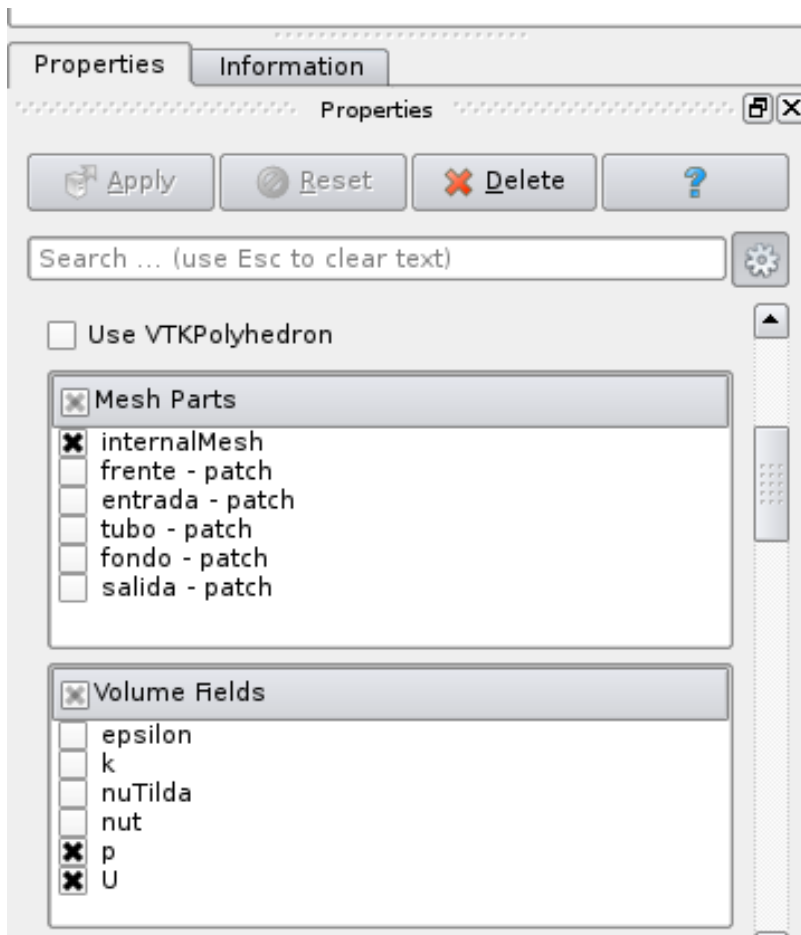 Properties Information
Properties
Apply Reset Delete ?
Search ... (use Esc to clear text)
Use VTKPolyhedron
Mesh Parts
internalMesh
frente - patch
entrada - patch
tubo - patch
fondo - patch
salida - patch
Volume Fields
epsilon
k
nuTilda
nut
p
U